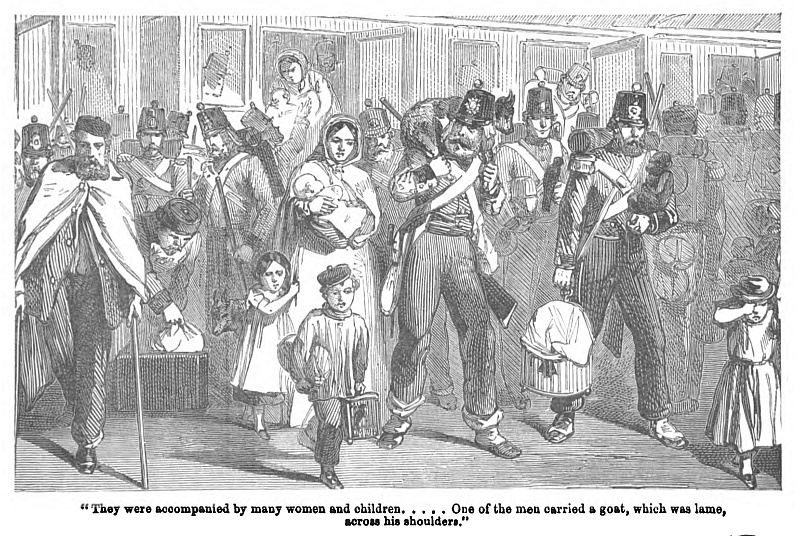 "They were accompanied by many women and children. . . . . One of the men carried a goat, which was lame,
across his shoulders."